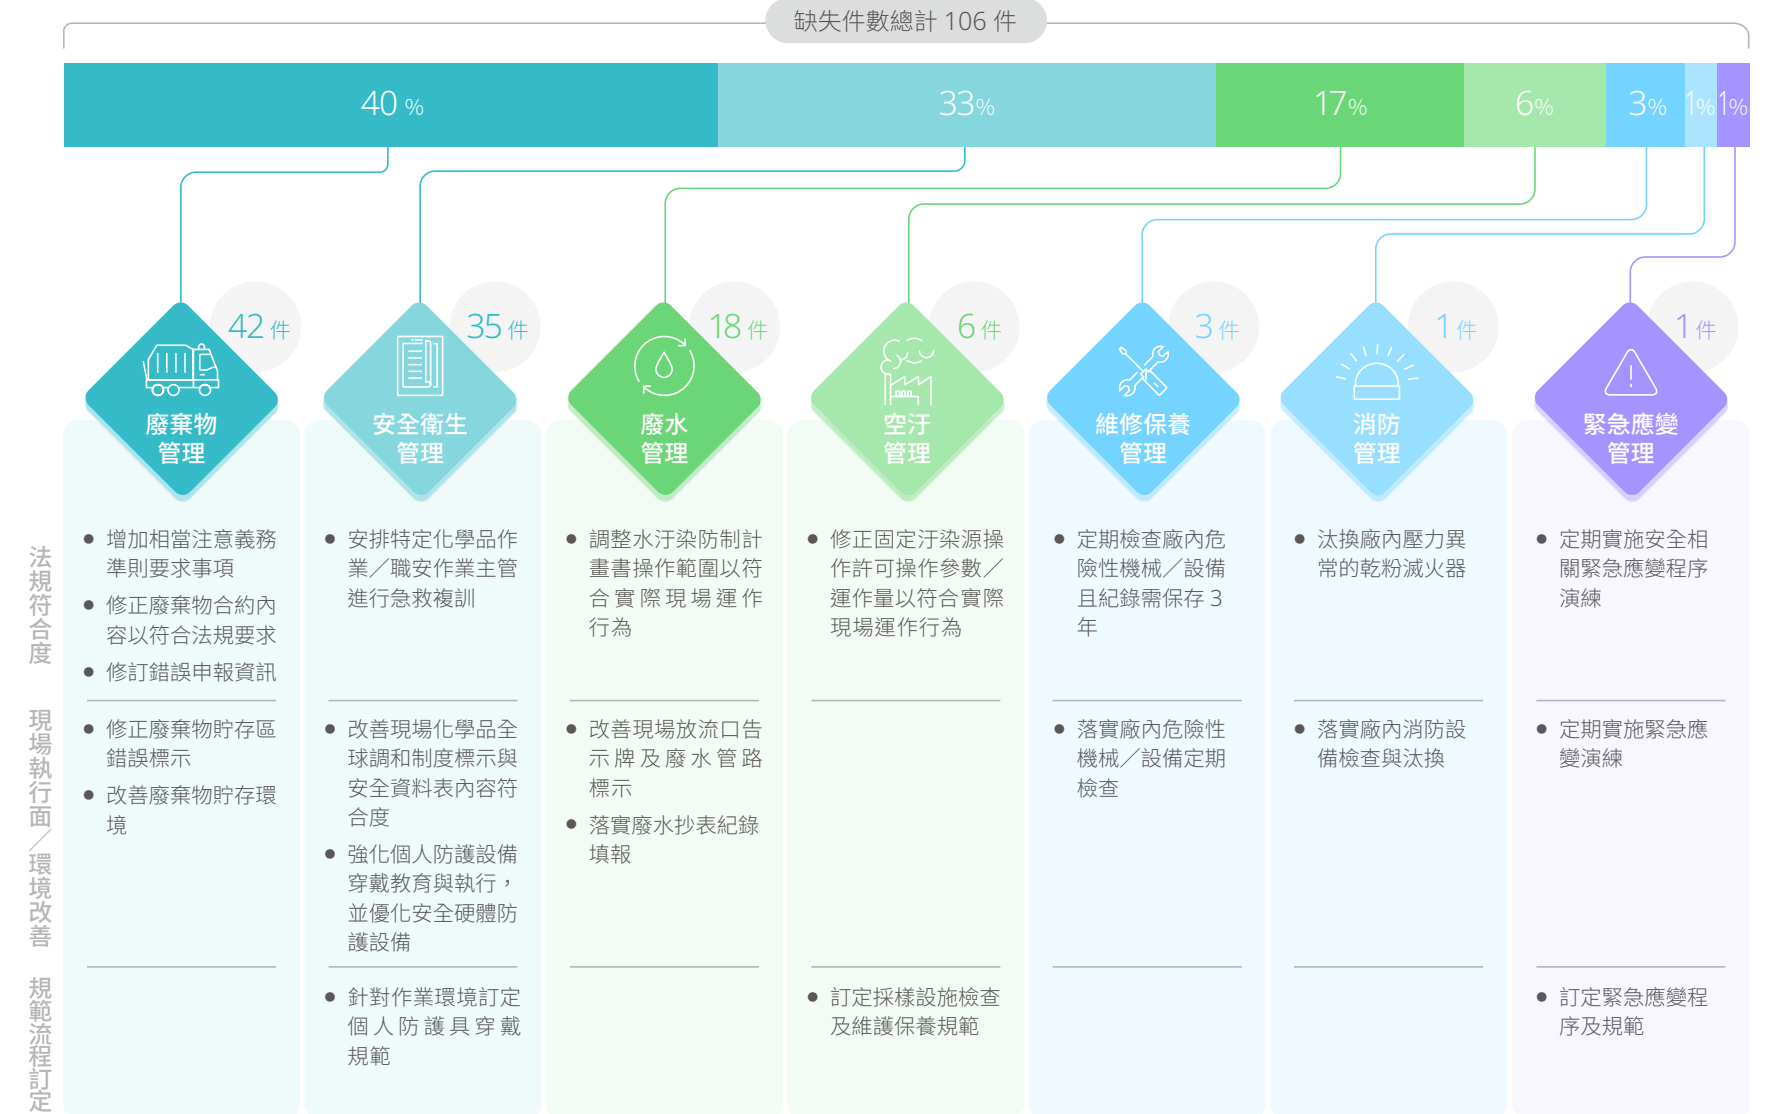 缺失件數總計 106 件
40 %
33%
17%
6%
3%
1%
1%
42 件
35 件
18 件
6 件
3 件
1 件
1 件
廢棄物
管理
安全衛生
管理
廢水
管理
空汙
管理
維修保養
管理
消防
管理
緊急應變
管理
法規符合度
增加相當注意義務
準則要求事項
修正廢棄物合約內
容以符合法規要求
修訂錯誤申報資訊
安排特定化學品作
業／職安作業主管
進行急救複訓
調整水汙染防制計
畫書操作範圍以符
合實際現場運作
行為
修正固定汙染源操
作許可操作參數／
運作量以符合實際
現場運作行為
定期檢查廠內危
險性機械／設備
且紀錄需保存 3
年
汰換廠內壓力異
常的乾粉滅火器
定期實施安全相
關緊急應變程序
演練
現場執行面／環境改善
修正廢棄物貯存區
錯誤標示
改善廢棄物貯存環
境
改善現場化學品全
球調和制度標示與
安全資料表內容符
合度
強化個人防護設備
穿戴教育與執行，
並優化安全硬體防
護設備
改善現場放流口告
示牌及廢水管路
標示
落實廢水抄表紀錄
填報
落實廠內危險性
機械／設備定期
檢查
落實廠內消防設
備檢查與汰換
定期實施緊急應
變演練
規範流程訂定
針對作業環境訂定
個人防護具穿戴
規範
訂定採樣設施檢查
及維護保養規範
訂定緊急應變程
序及規範